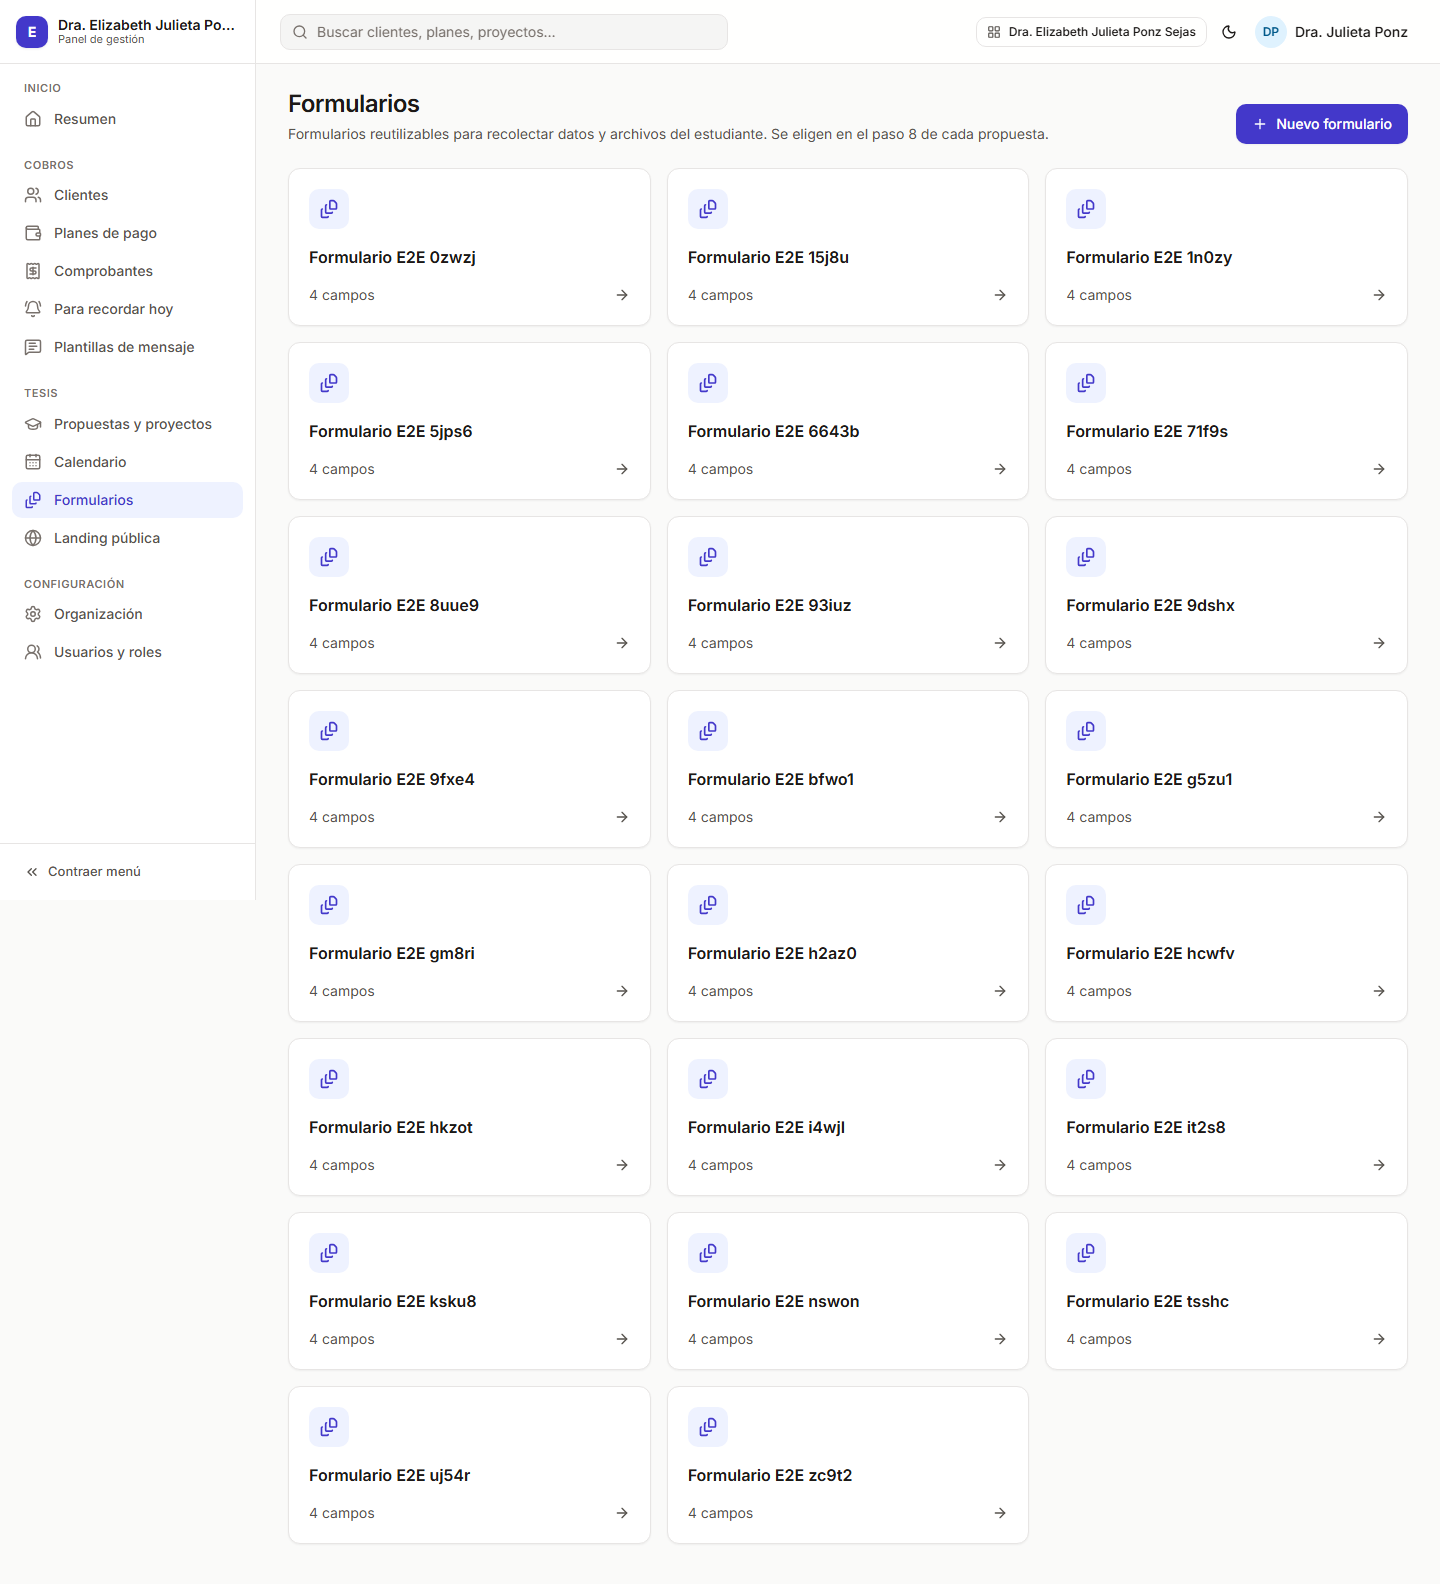 E
Dra. Elizabeth Julieta Po...
Panel de gestión
Buscar clientes, planes, proyectos...
Dra. Elizabeth Julieta Ponz Sejas
DP
Dra. Julieta Ponz
INICIO
Resumen
COBROS
Clientes
Planes de pago
Comprobantes
Para recordar hoy
Plantillas de mensaje
TESIS
Propuestas y proyectos
Calendario
Formularios
Landing pública
CONFIGURACIÓN
Organización
Usuarios y roles
Contraer menú
Formularios
Formularios reutilizables para recolectar datos y archivos del estudiante. Se eligen en el paso 8 de cada propuesta.
Nuevo formulario
Formulario E2E 0zwzj
4 campos
Formulario E2E 15j8u
4 campos
Formulario E2E 1n0zy
4 campos
Formulario E2E 5jps6
4 campos
Formulario E2E 6643b
4 campos
Formulario E2E 71f9s
4 campos
Formulario E2E 8uue9
4 campos
Formulario E2E 93iuz
4 campos
Formulario E2E 9dshx
4 campos
Formulario E2E 9fxe4
4 campos
Formulario E2E bfwo1
4 campos
Formulario E2E g5zu1
4 campos
Formulario E2E gm8ri
4 campos
Formulario E2E h2az0
4 campos
Formulario E2E hcwfv
4 campos
Formulario E2E hkzot
4 campos
Formulario E2E i4wjl
4 campos
Formulario E2E it2s8
4 campos
Formulario E2E ksku8
4 campos
Formulario E2E nswon
4 campos
Formulario E2E tsshc
4 campos
Formulario E2E uj54r
4 campos
Formulario E2E zc9t2
4 campos